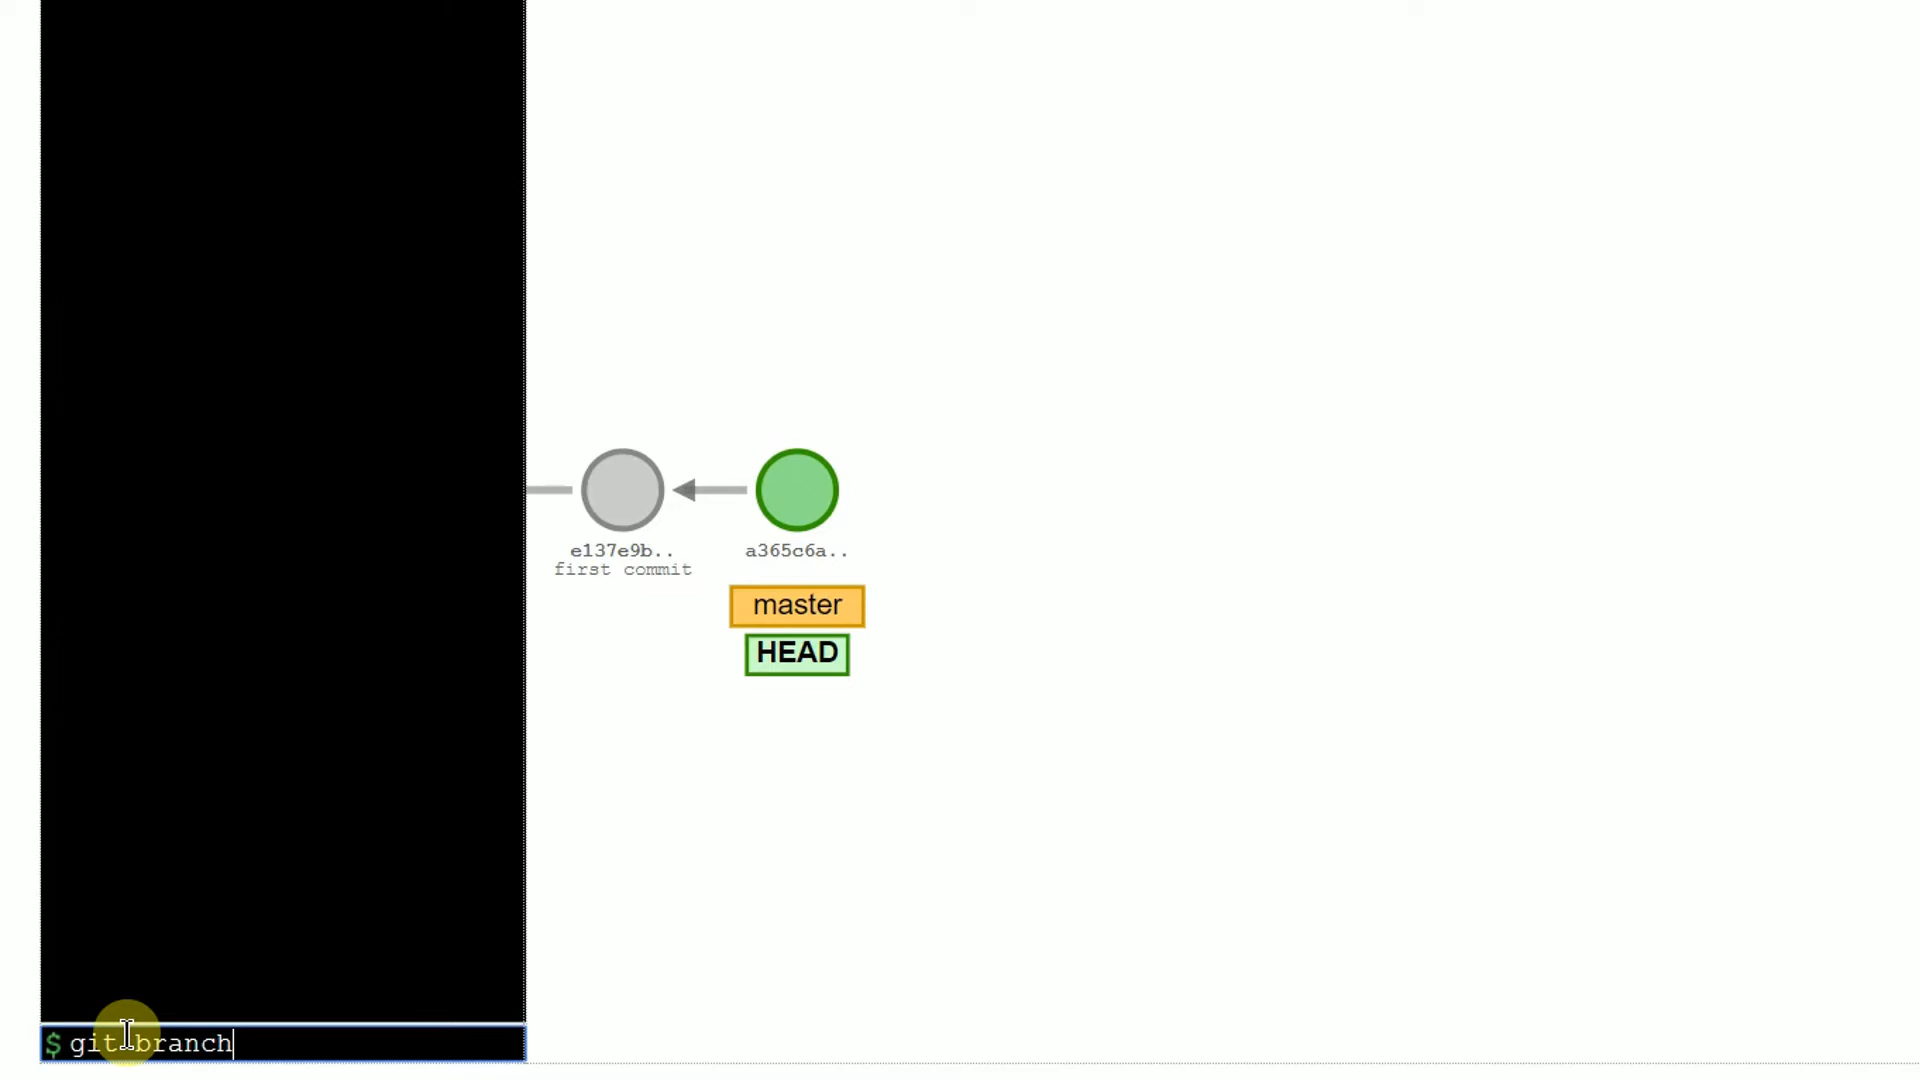 e137e9b..
first commit
a365c6a..
master
HEAD
$ git branch